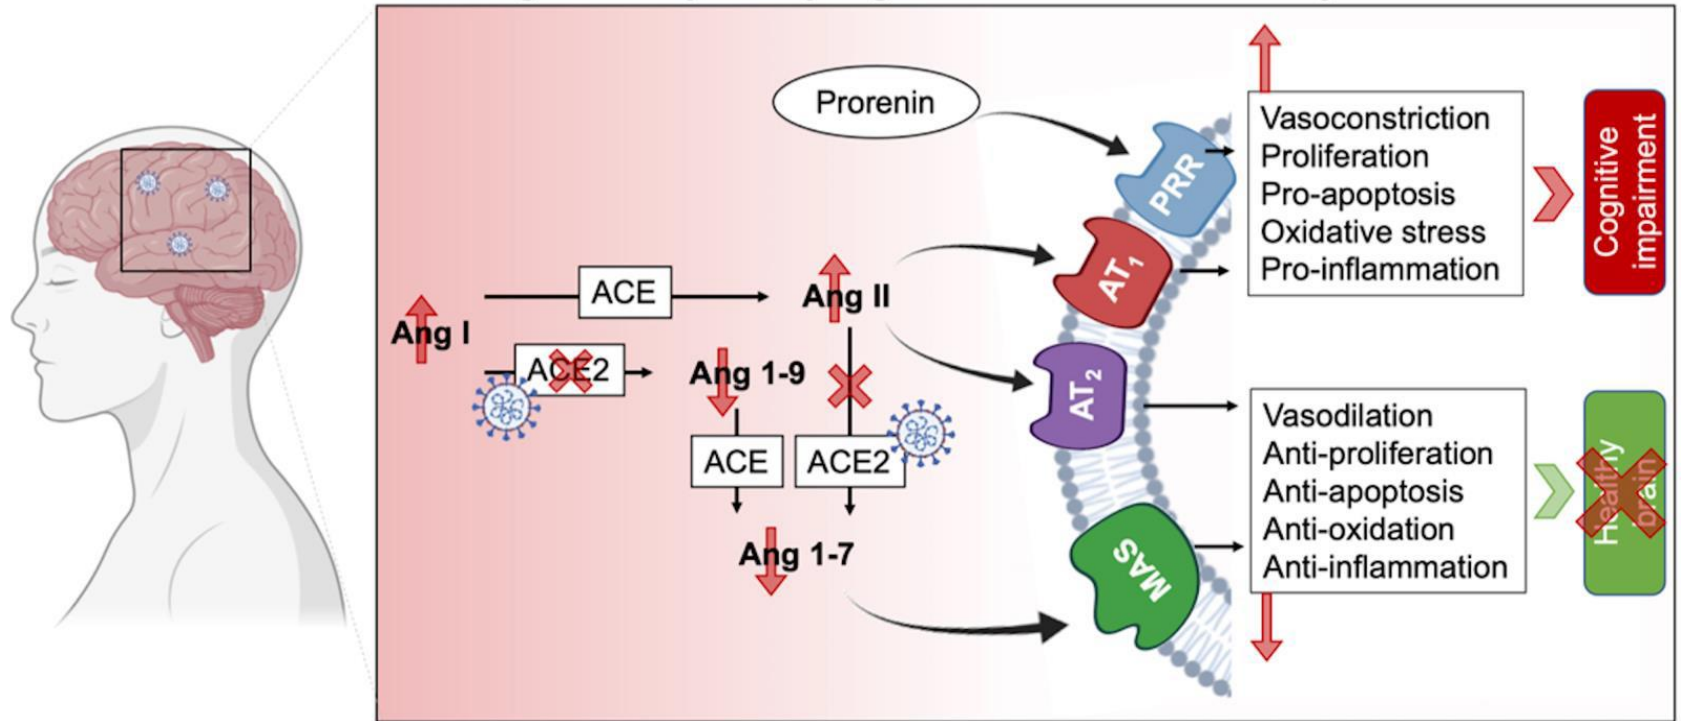 Prorenin
PRR
AT1
AT2
MAS
Ang I
ACE
Ang II
ACE2
Ang 1-9
ACE
ACE2
Ang 1-7
Vasoconstriction
Proliferation
Pro-apoptosis
Oxidative stress
Pro-inflammation
Cognitive
impairment
Vasodilation
Anti-proliferation
Anti-apoptosis
Anti-oxidation
Anti-inflammation
Healthy
brain